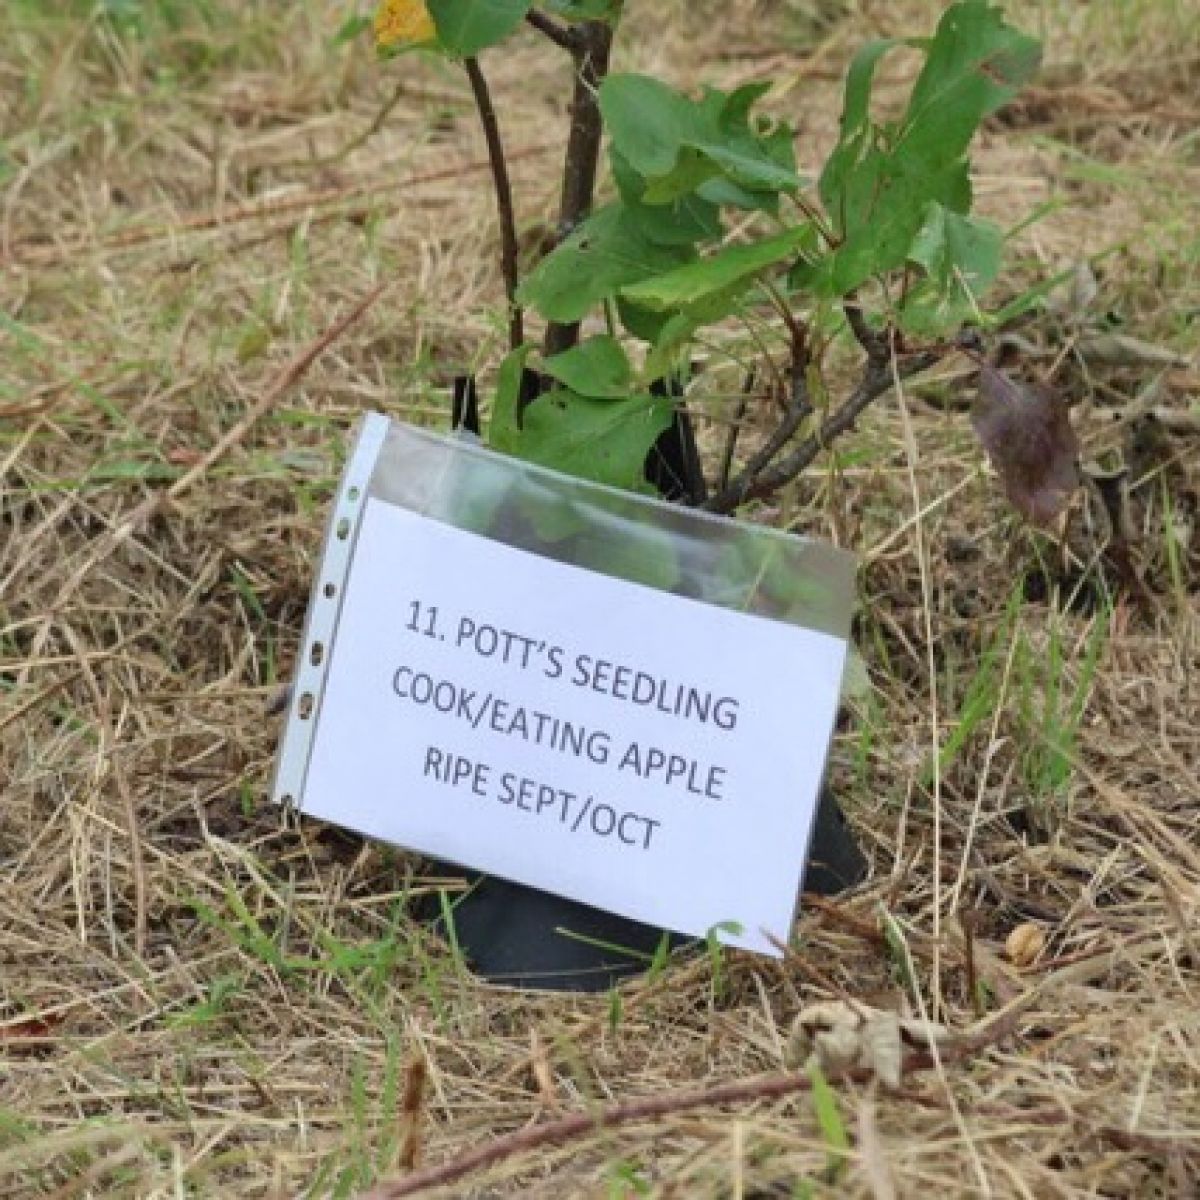 11. POTT'S SEEDLING
COOK/EATING APPLE
RIPE SEPT/OCT